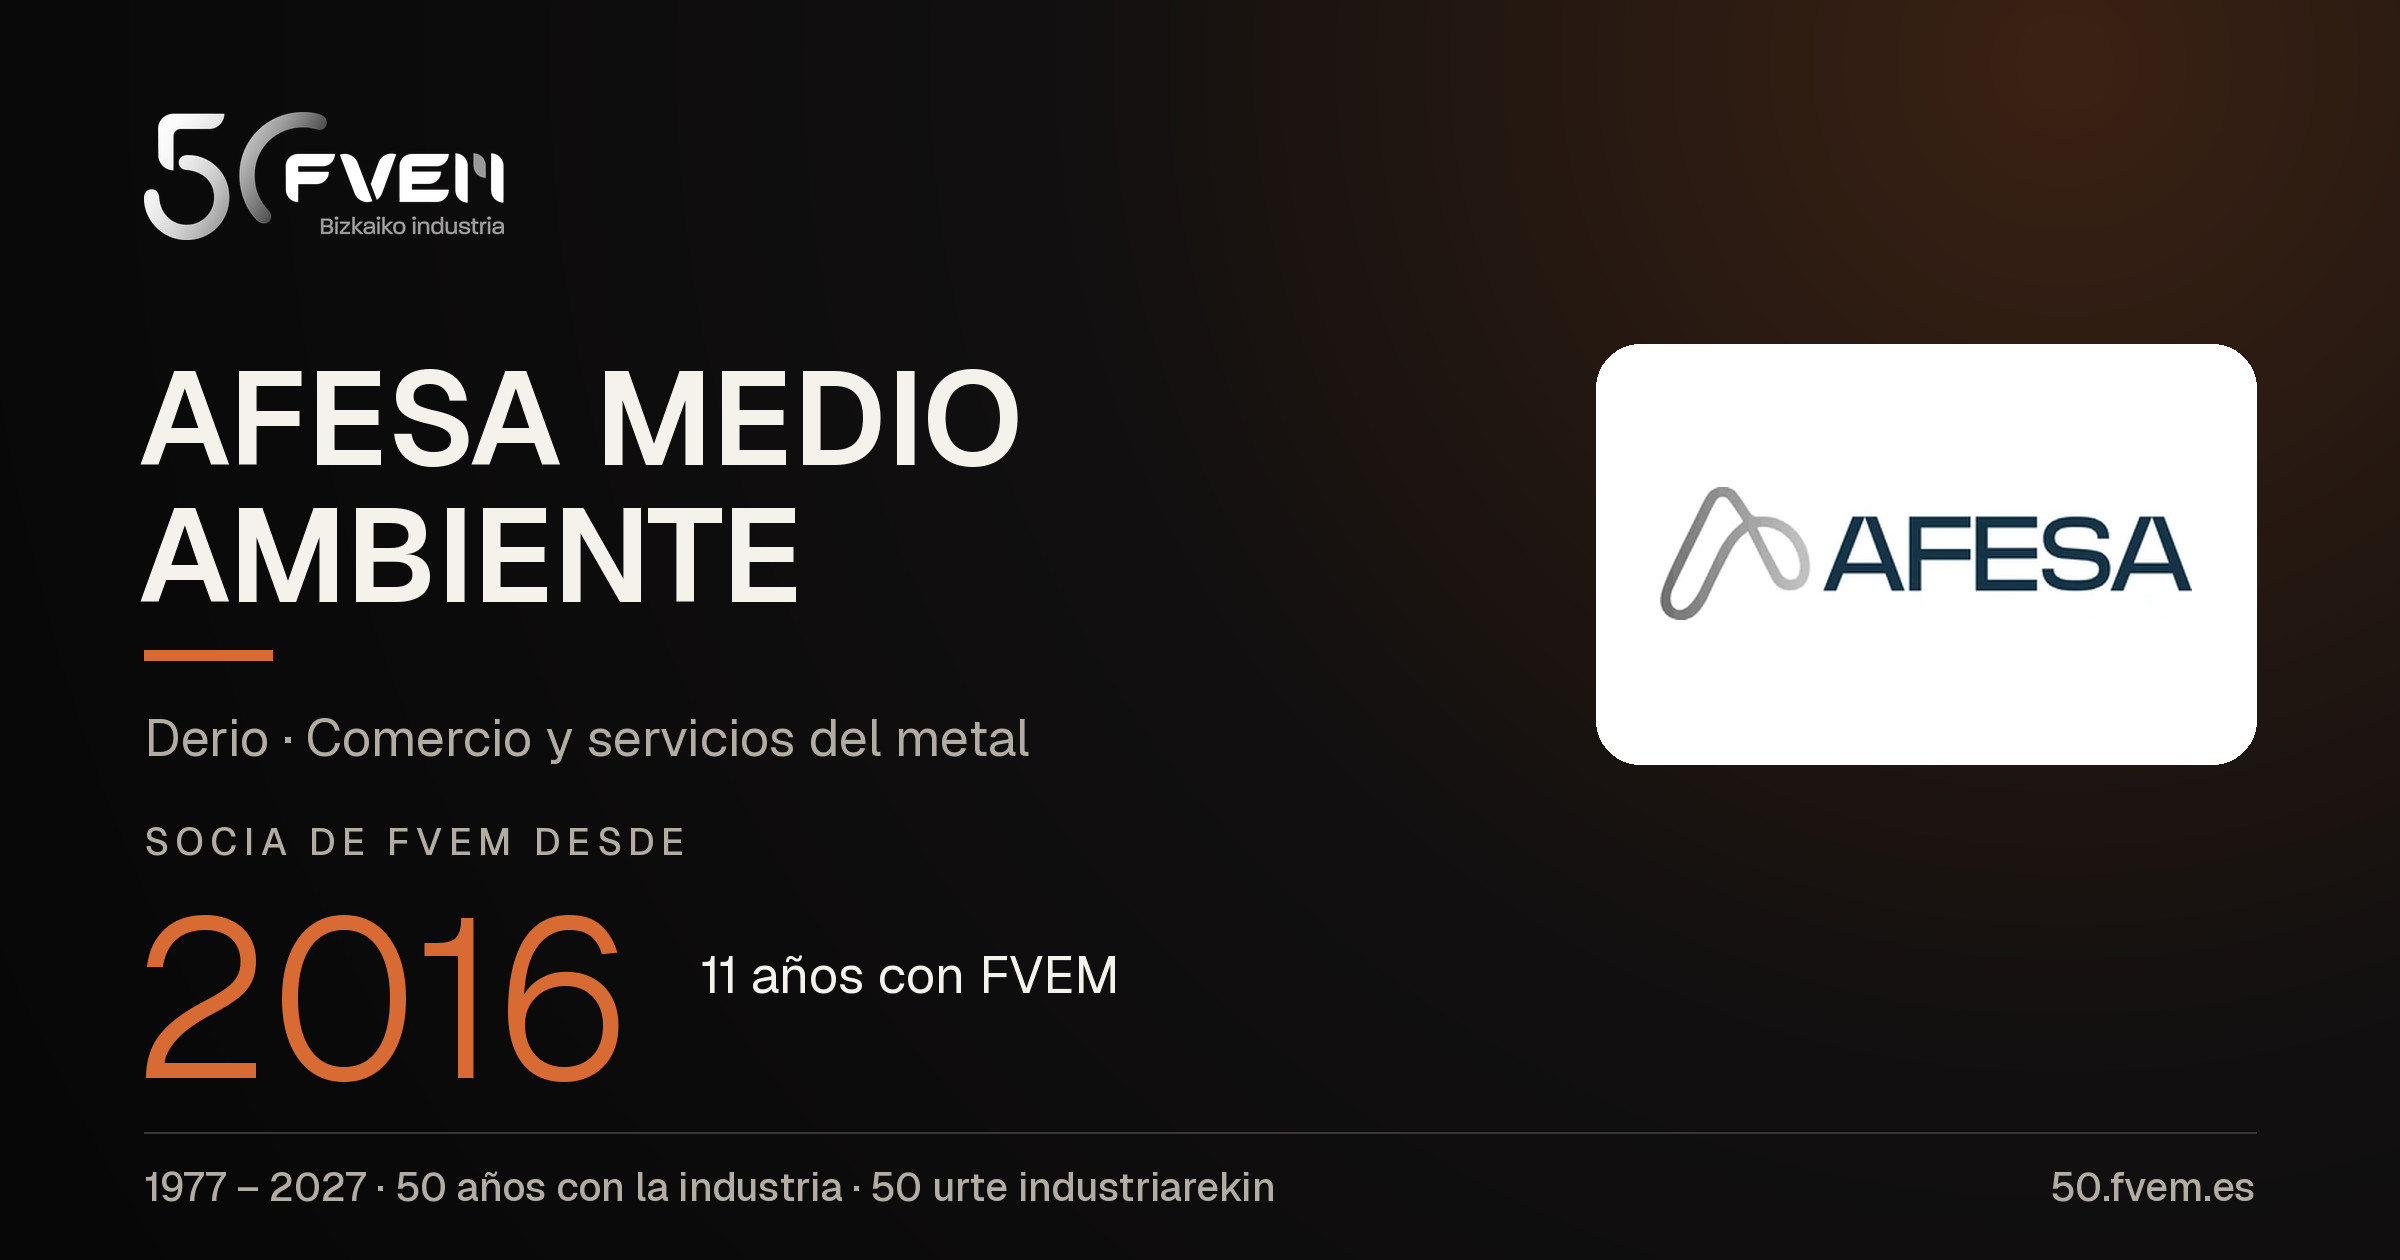 50 FVEM
Bizkaiko industria
AFESA MEDIO
AMBIENTE
AFESA
Derio · Comercio y servicios del metal
SOCIA DE FVEM DESDE
2016
11 años con FVEM
1977 – 2027 · 50 años con la industria · 50 urte industriarekin
50.fvem.es